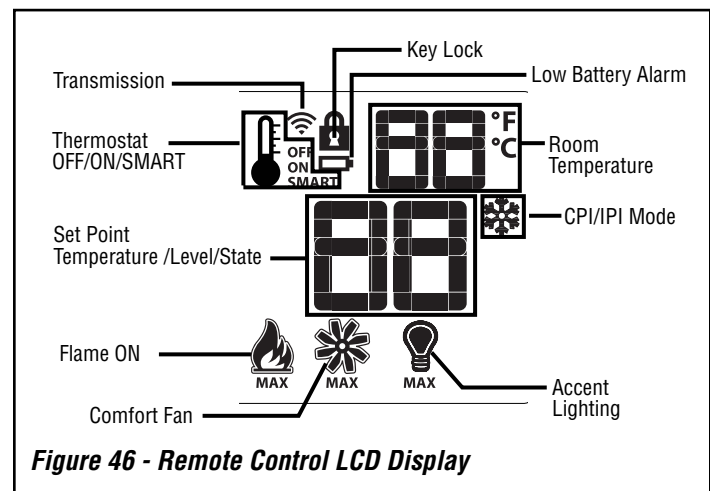 Key Lock
Transmission
Low Battery Alarm
Thermostat
OFF/ON/SMART
OFF
ON
SMART
88
°F
°C
Room
Temperature
CPI/IPI Mode
Set Point
Temperature /Level/State
88
Flame ON
MAX
MAX
MAX
Comfort Fan
Accent
Lighting
Figure 46 - Remote Control LCD Display